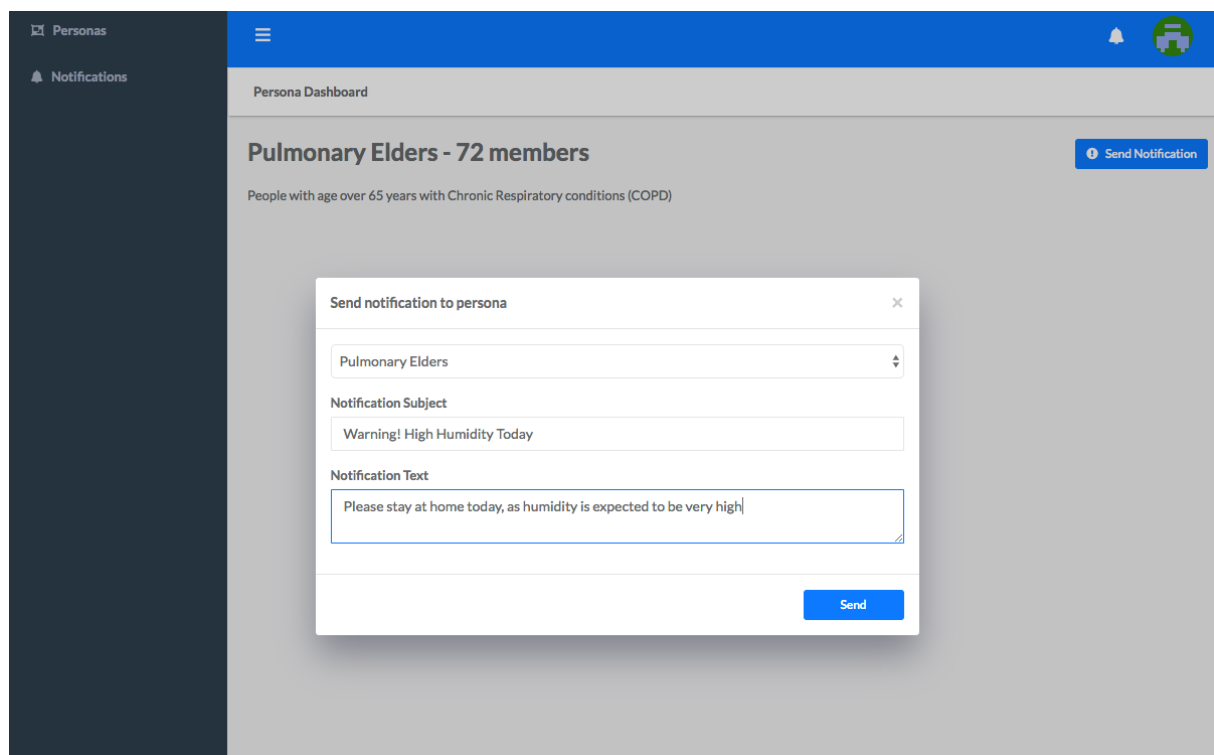 Personas
Notifications
Persona Dashboard
Pulmonary Elders - 72 members
Send Notification
People with age over 65 years with Chronic Respiratory conditions (COPD)
Send notification to persona
×
Pulmonary Elders
Notification Subject
Warning! High Humidity Today
Notification Text
Please stay at home today, as humidity is expected to be very high
Send